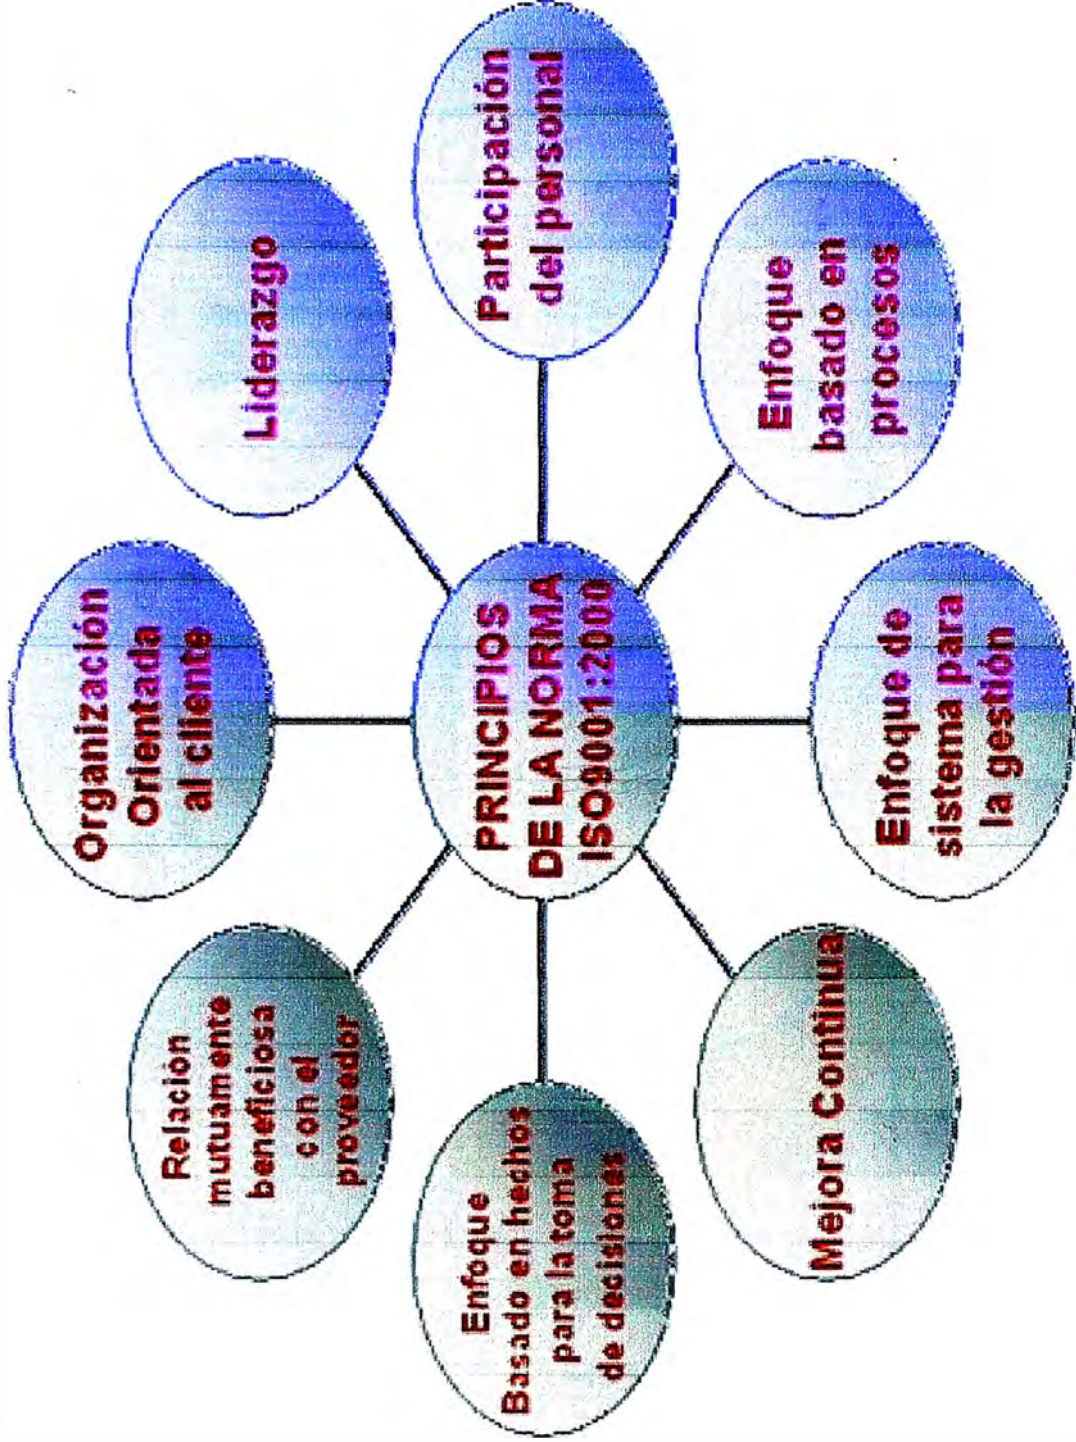 PRINCIPIOS
DE LA NORMA
ISO9001:2000
Organización
Orientada
al cliente
Liderazgo
Participación
del personal
Enfoque
basado en
procesos
Enfoque de
sistema para
la gestión
Mejora Continua
Enfoque
Basado en hechos
para la toma
de decisiones
Relación
mutuamente
beneficiosa
con el
proveedor